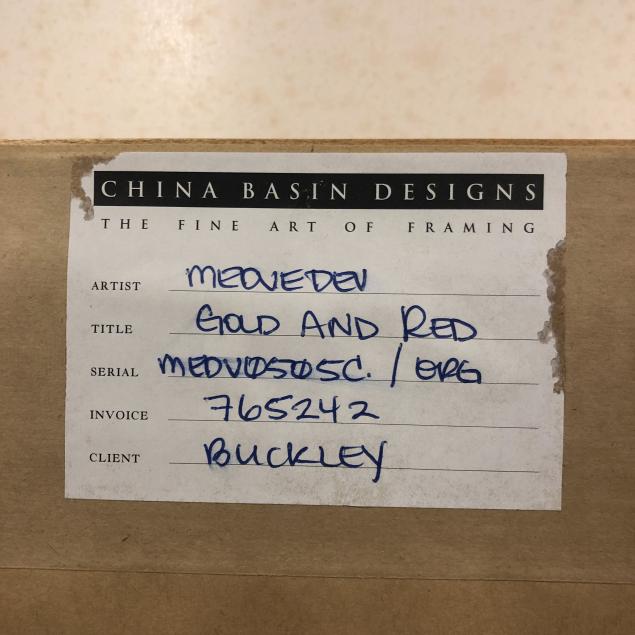 CHINA BASIN DESIGNS
THE FINE ART OF FRAMING
ARTIST MEDVEDEV
TITLE GOLD AND RED
SERIAL MEDV0505C. / ORG
INVOICE 765242
CLIENT BUCKLEY